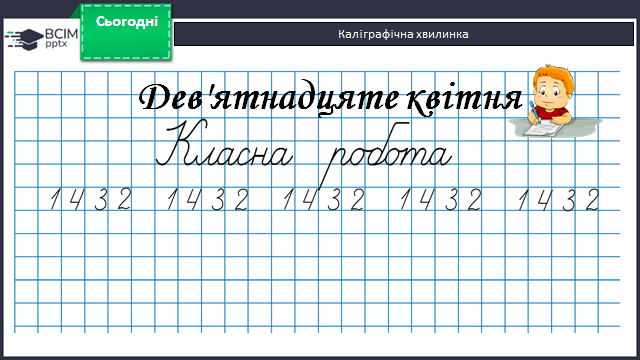 Сьогодні
ВСІМ
pptx
Каліграфічна хвилинка
Дев'ятнадцяте квітня
Класна робота
1 4 3 2 1 4 3 2 1 4 3 2 1 4 3 2 1 4 3 2